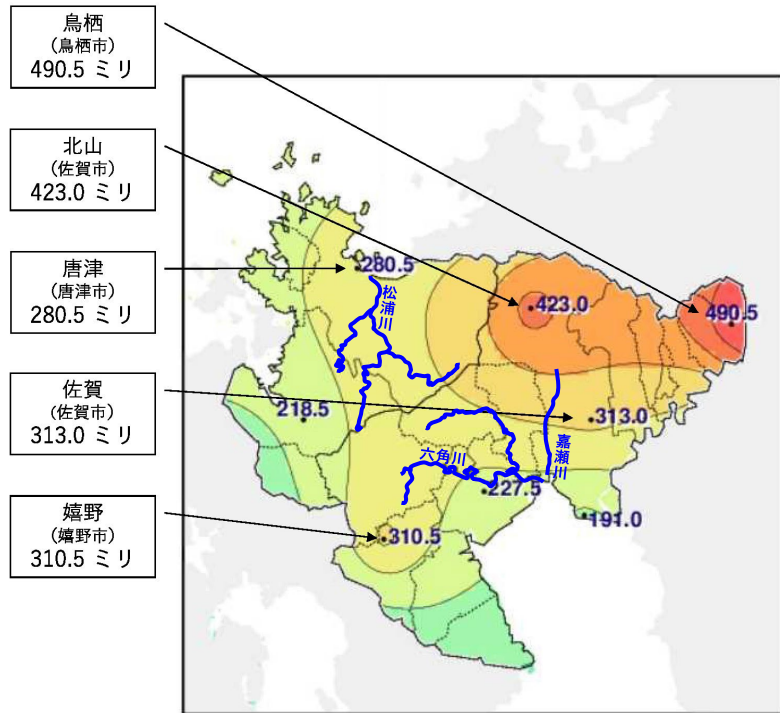 鳥栖
(鳥栖市)
490.5 ミリ
北山
(佐賀市)
423.0 ミリ
唐津
(唐津市)
280.5 ミリ
佐賀
(佐賀市)
313.0 ミリ
嬉野
(嬉野市)
310.5 ミリ
280.5
松浦川
423.0
490.5
218.5
313.0
六角川
嘉瀬川
227.5
191.0
310.5